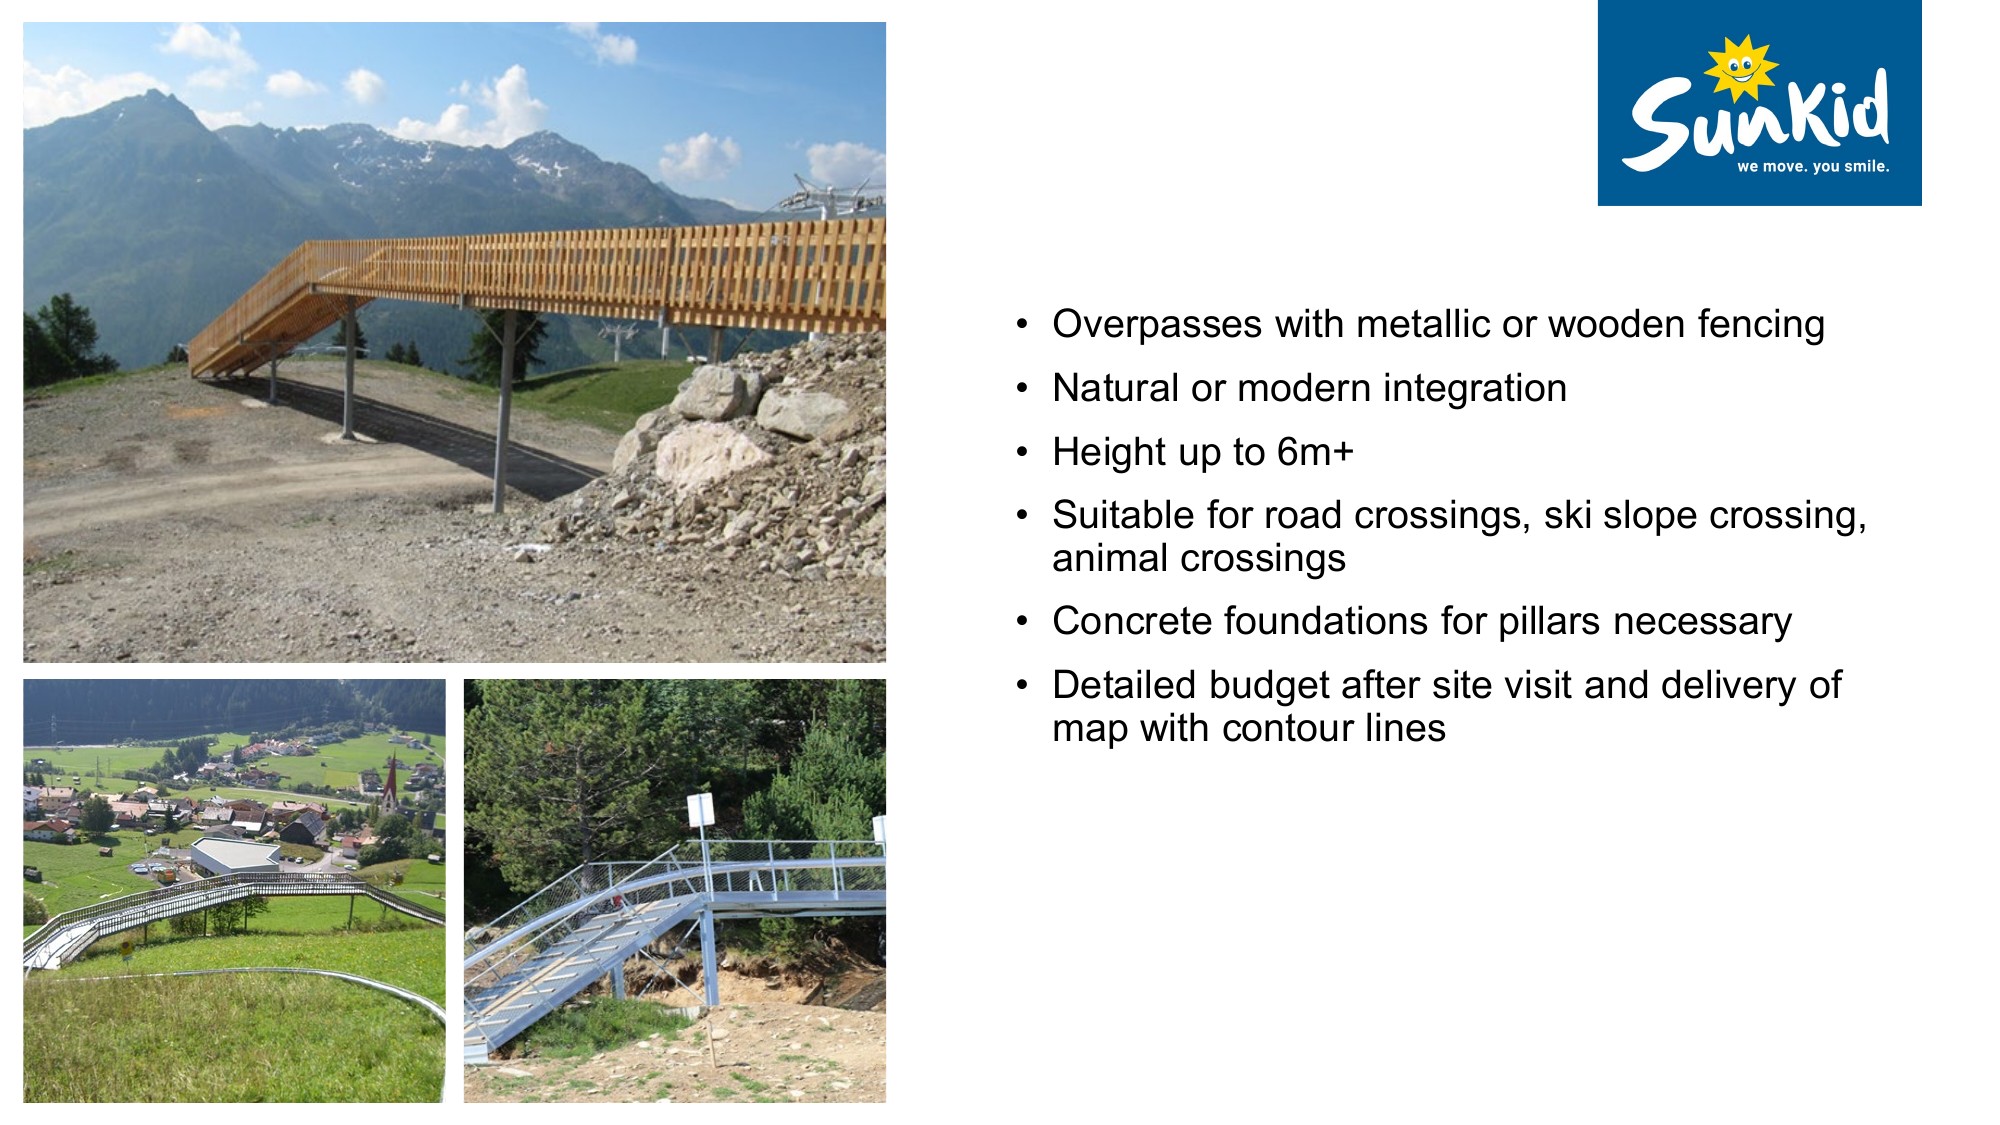 SunKid
we move. you smile.
• Overpasses with metallic or wooden fencing
• Natural or modern integration
• Height up to 6m+
• Suitable for road crossings, ski slope crossing,
animal crossings
• Concrete foundations for pillars necessary
• Detailed budget after site visit and delivery of
map with contour lines